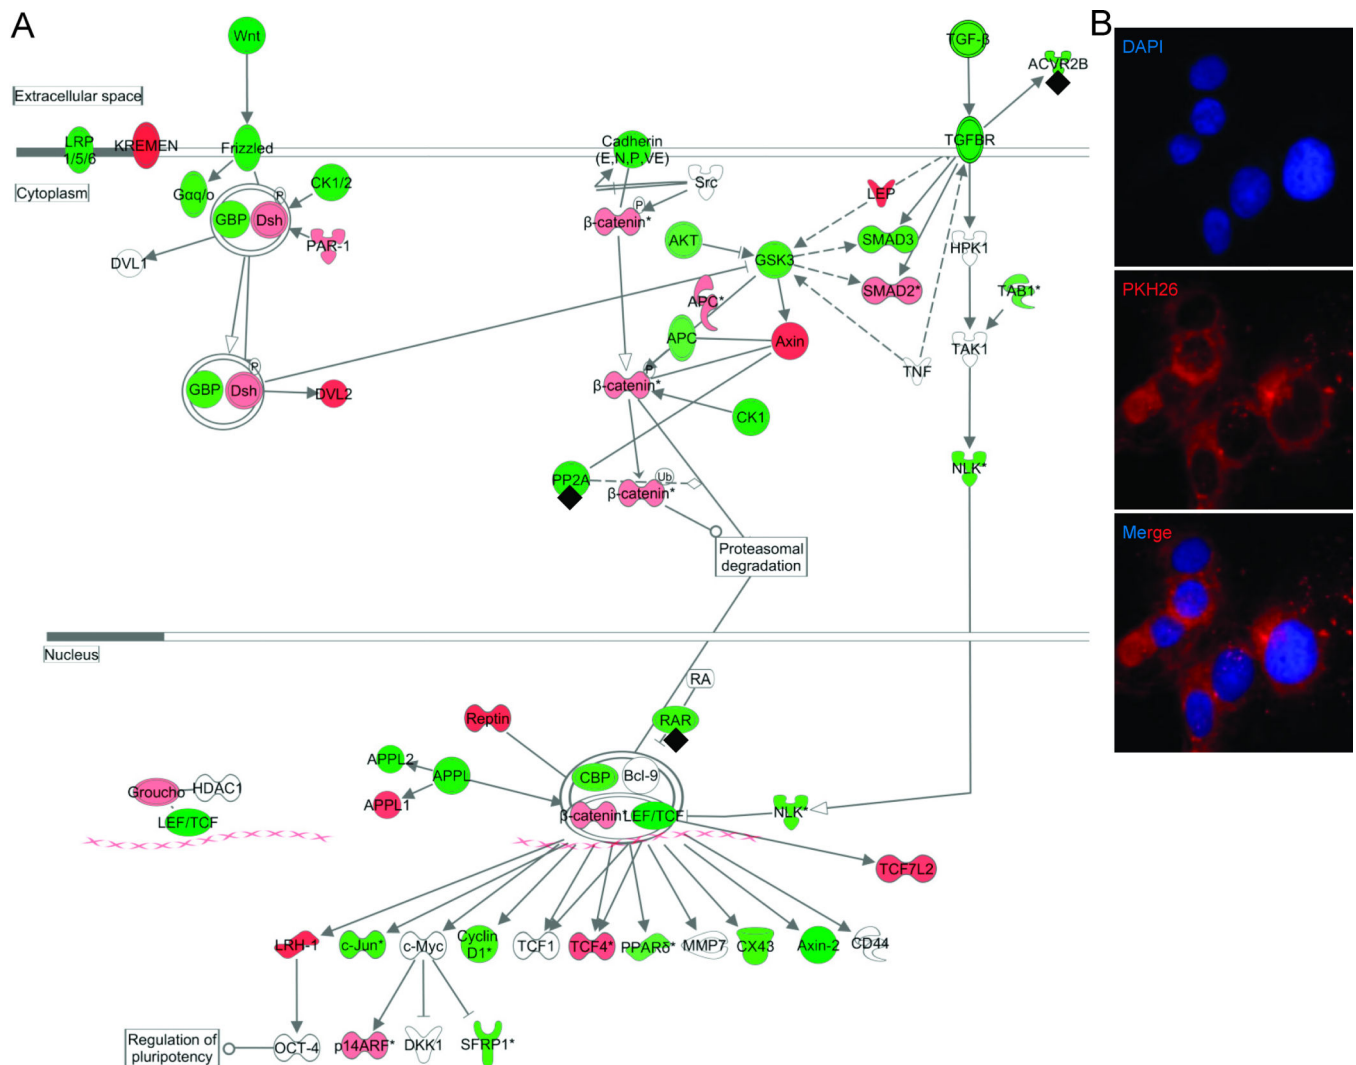 A
Wnt
TGF-β
ACVR2B
Extracellular space
LRP
1/5/6
KREMEN
Frizzled
Cadherin
(E,N,P,VE)
TGFBR
Cytoplasm
Gαq/o
CK1/2
Src
LEP
P
GBP
Dsh
PAR-1
P
β-catenin*
AKT
GSK3
SMAD3
HPK1
DVL1
APC*
SMAD2*
TAB1*
APC
Axin
TAK1
TNF
P
GBP
Dsh
DVL2
P
β-catenin*
CK1
PP2A
Ub
β-catenin*
NLK*
Proteasomal
degradation
Nucleus
RA
Reptin
RAR
APPL2
APPL
CBP
Bcl-9
Groucho
HDAC1
APPL1
β-catenin*
LEF/TCF
NLK*
LEF/TCF
TCF7L2
LRH-1
c-Jun*
c-Myc
Cyclin
D1*
TCF1
TCF4*
PPARδ*
MMP7
CX43
Axin-2
CD44
Regulation of
pluripotency
OCT-4
p14ARF*
DKK1
SFRP1*
B
DAPI
PKH26
Merge